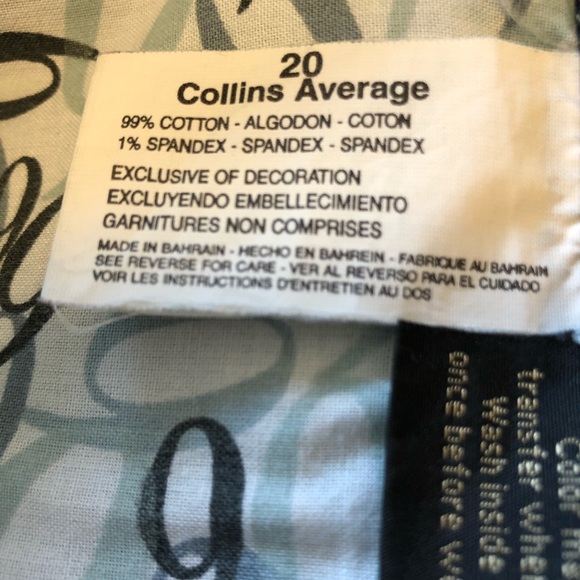 20
Collins Average
99% COTTON - ALGODON - COTON
1% SPANDEX - SPANDEX - SPANDEX
EXCLUSIVE OF DECORATION
EXCLUYENDO EMBELLECIMIENTO
GARNITURES NON COMPRISES
MADE IN BAHRAIN - HECHO EN BAHREIN - FABRIQUE AU BAHRAIN
SEE REVERSE FOR CARE - VER AL REVERSO PARA EL CUIDADO
VOIR LES INSTRUCTIONS D'ENTRETIEN AU DOS
Color
transfer
wash inside
once before